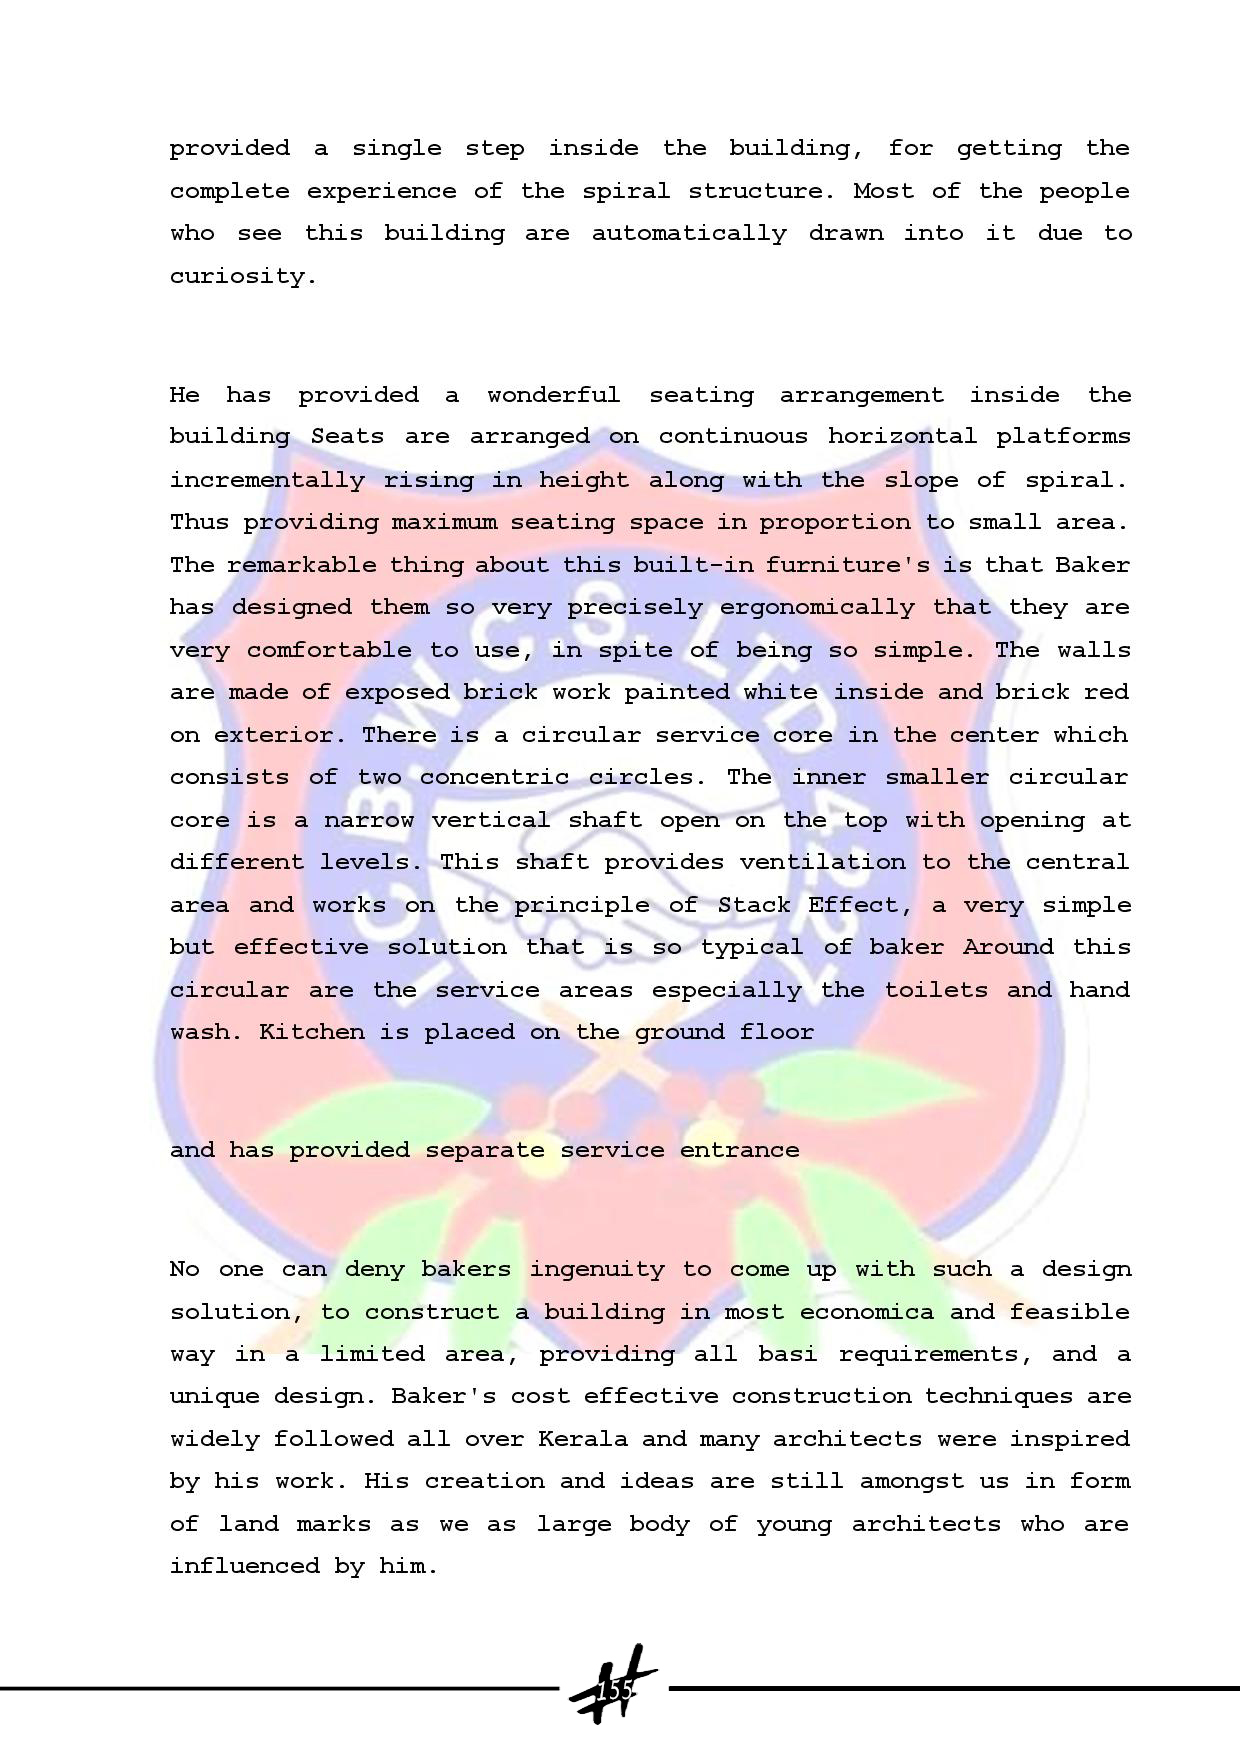 provided a single step inside the building, for getting the
complete experience of the spiral structure. Most of the people
who see this building are automatically drawn into it due to
curiosity.
He has provided a wonderful seating arrangement inside the
building Seats are arranged on continuous horizontal platforms
incrementally rising in height along with the slope of spiral.
Thus providing maximum seating space in proportion to small area.
The remarkable thing about this built-in furniture's is that Baker
has designed them so very precisely ergonomically that they are
very comfortable to use, in spite of being so simple. The walls
are made of exposed brick work painted white inside and brick red
on exterior. There is a circular service core in the center which
consists of two concentric circles. The inner smaller circular
core is a narrow vertical shaft open on the top with opening at
different levels. This shaft provides ventilation to the central
area and works on the principle of Stack Effect, a very simple
but effective solution that is so typical of baker Around this
circular are the service areas especially the toilets and hand
wash. Kitchen is placed on the ground floor
and has provided separate service entrance
No one can deny bakers ingenuity to come up with such a design
solution, to construct a building in most economica and feasible
way in a limited area, providing all basi requirements, and a
unique design. Baker's cost effective construction techniques are
widely followed all over Kerala and many architects were inspired
by his work. His creation and ideas are still amongst us in form
of land marks as we as large body of young architects who are
influenced by him.
I.C.B.W.C S LTD 4227
155